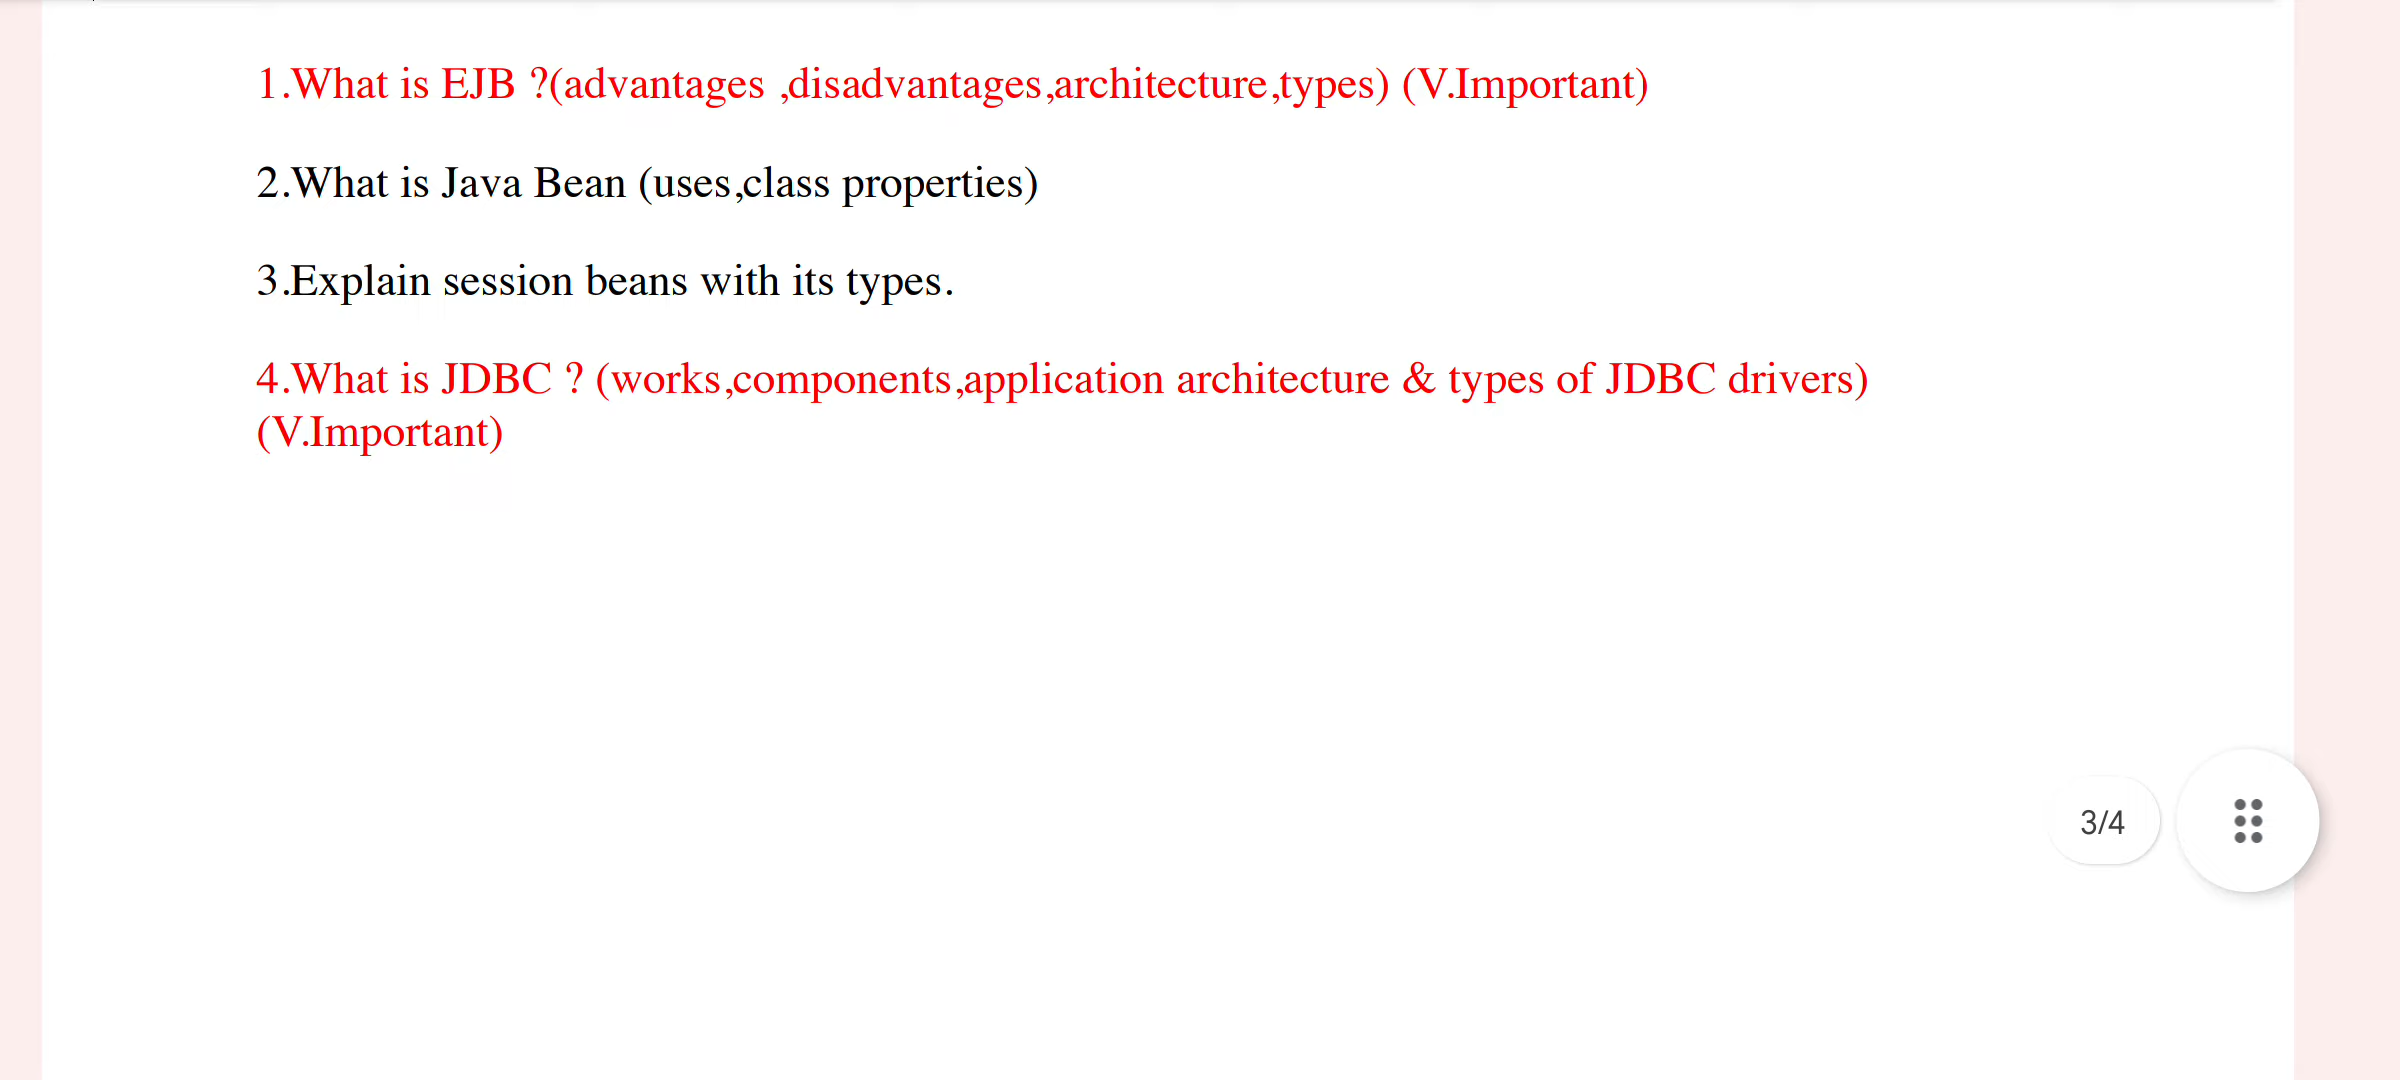 1.What is EJB ?(advantages ,disadvantages,architecture,types) (V.Important)
2.What is Java Bean (uses,class properties)
3.Explain session beans with its types.
4.What is JDBC ? (works,components,application architecture & types of JDBC drivers)
(V.Important)
3/4